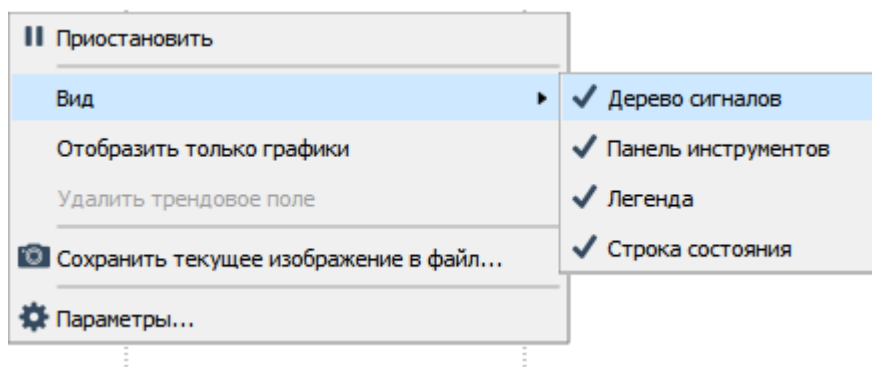 Приостановить
Вид
Отобразить только графики
Удалить трендовое поле
Сохранить текущее изображение в файл...
Параметры...
Дерево сигналов
Панель инструментов
Легенда
Строка состояния